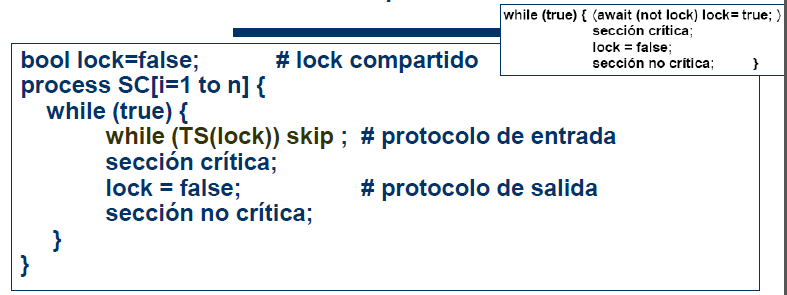 while (true) { ⟨await (not lock) lock= true; ⟩
sección crítica;
lock = false;
sección no crítica; }
bool lock=false; # lock compartido
process SC[i=1 to n] {
while (true) {
while (TS(lock)) skip ; # protocolo de entrada
sección crítica;
lock = false; # protocolo de salida
sección no crítica;
}
}